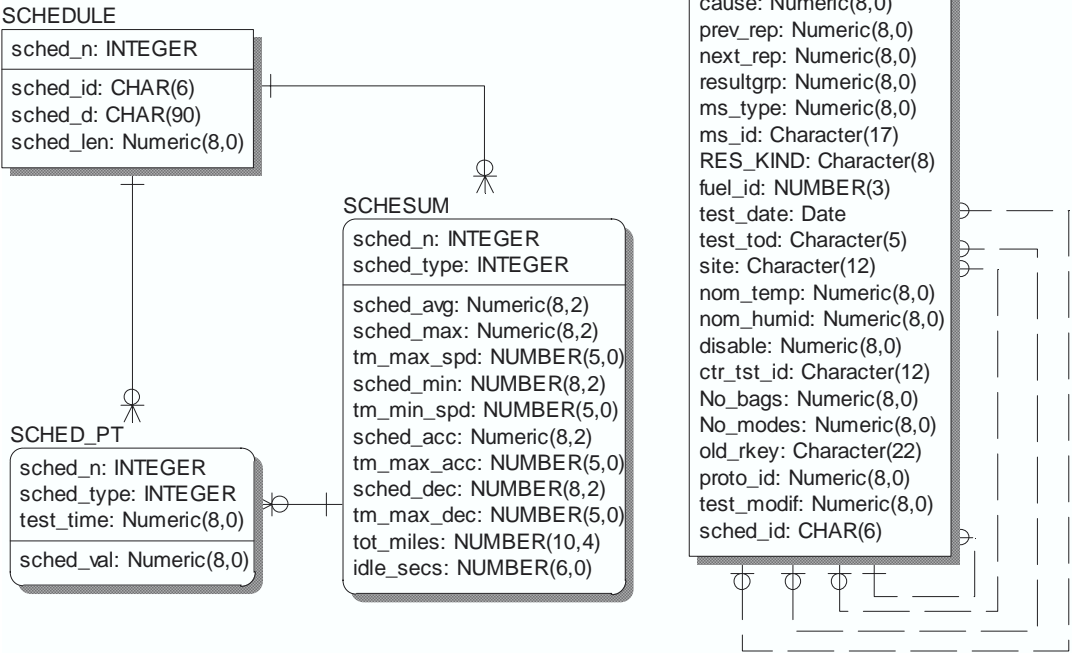 SCHEDULE
sched_n: INTEGER
sched_id: CHAR(6)
sched_d: CHAR(90)
sched_len: Numeric(8,0)
SCHED_PT
sched_n: INTEGER
sched_type: INTEGER
test_time: Numeric(8,0)
sched_val: Numeric(8,0)
SCHESUM
sched_n: INTEGER
sched_type: INTEGER
sched_avg: Numeric(8,2)
sched_max: Numeric(8,2)
tm_max_spd: NUMBER(5,0)
sched_min: NUMBER(8,2)
tm_min_spd: NUMBER(5,0)
sched_acc: Numeric(8,2)
tm_max_acc: NUMBER(5,0)
sched_dec: NUMBER(8,2)
tm_max_dec: NUMBER(5,0)
tot_miles: NUMBER(10,4)
idle_secs: NUMBER(6,0)
cause: Numeric(8,0)
prev_rep: Numeric(8,0)
next_rep: Numeric(8,0)
resultgrp: Numeric(8,0)
ms_type: Numeric(8,0)
ms_id: Character(17)
RES_KIND: Character(8)
fuel_id: NUMBER(3)
test_date: Date
test_tod: Character(5)
site: Character(12)
nom_temp: Numeric(8,0)
nom_humid: Numeric(8,0)
disable: Numeric(8,0)
ctr_tst_id: Character(12)
No_bags: Numeric(8,0)
No_modes: Numeric(8,0)
old_rkey: Character(22)
proto_id: Numeric(8,0)
test_modif: Numeric(8,0)
sched_id: CHAR(6)